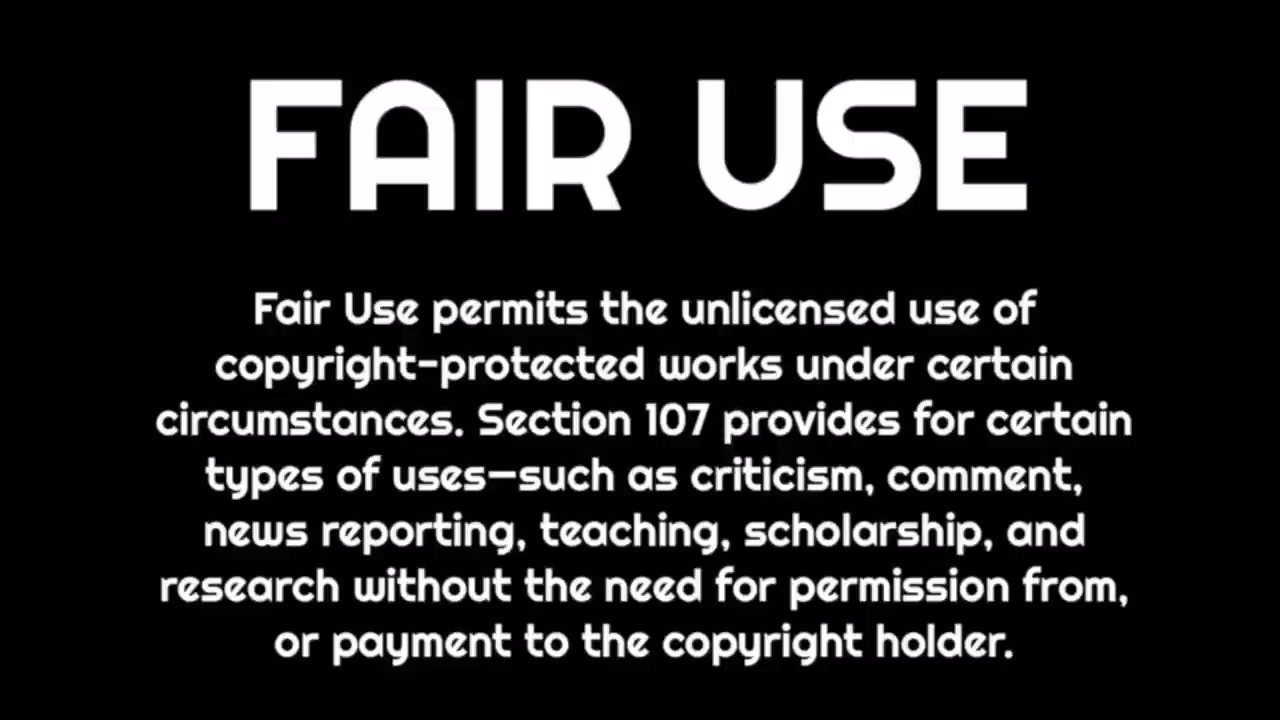 FAIR USE
Fair Use permits the unlicensed use of
copyright-protected works under certain
circumstances. Section 107 provides for certain
types of uses—such as criticism, comment,
news reporting, teaching, scholarship, and
research without the need for permission from,
or payment to the copyright holder.